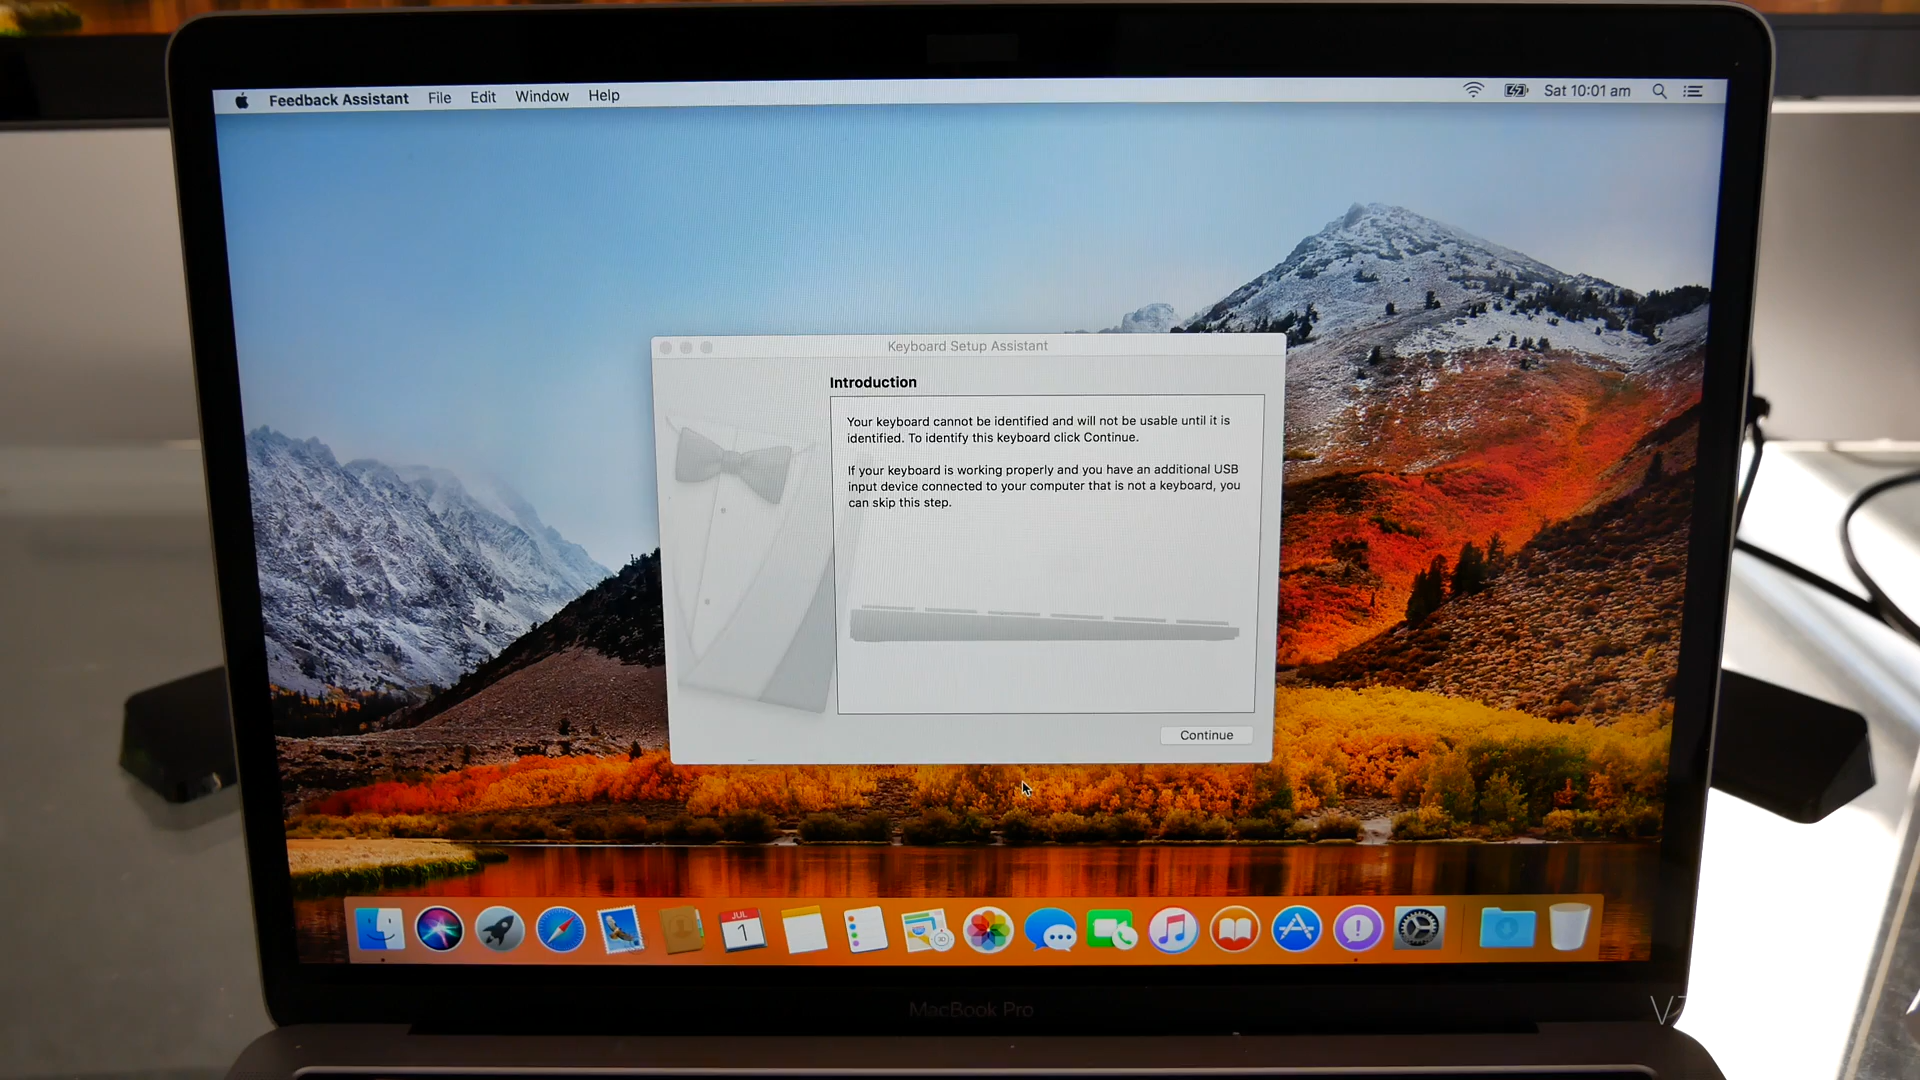 Feedback Assistant File Edit Window Help Sat 10:01 am
Keyboard Setup Assistant
Introduction
Your keyboard cannot be identified and will not be usable until it is
identified. To identify this keyboard click Continue.
If your keyboard is working properly and you have an additional USB
input device connected to your computer that is not a keyboard, you
can skip this step.
Continue
JUL
1
MacBook Pro